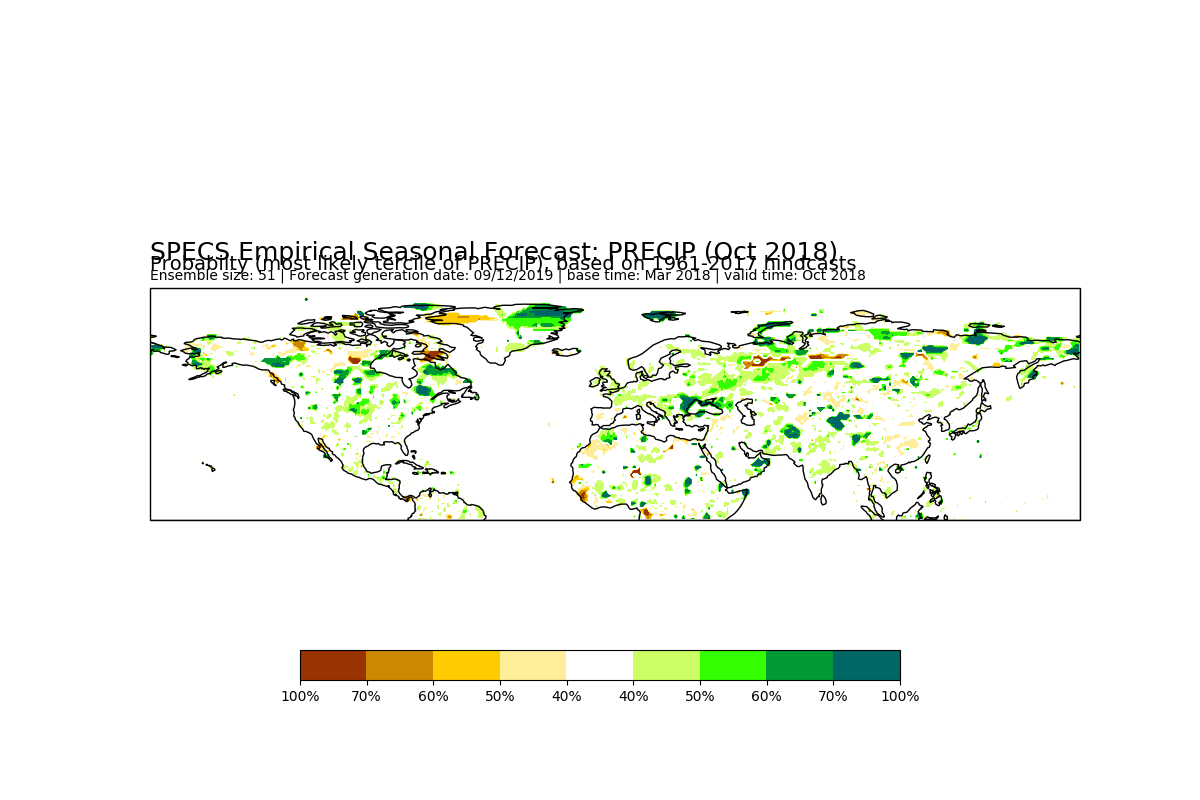 SPECS Empirical Seasonal Forecast: PRECIP (Oct 2018)
Probabilty (most likely tercile of PRECIP), based on 1961-2017 hindcasts
Ensemble size: 51 | Forecast generation date: 09/12/2019 | base time: Mar 2018 | valid time: Oct 2018
100% 70% 60% 50% 40% 40% 50% 60% 70% 100%